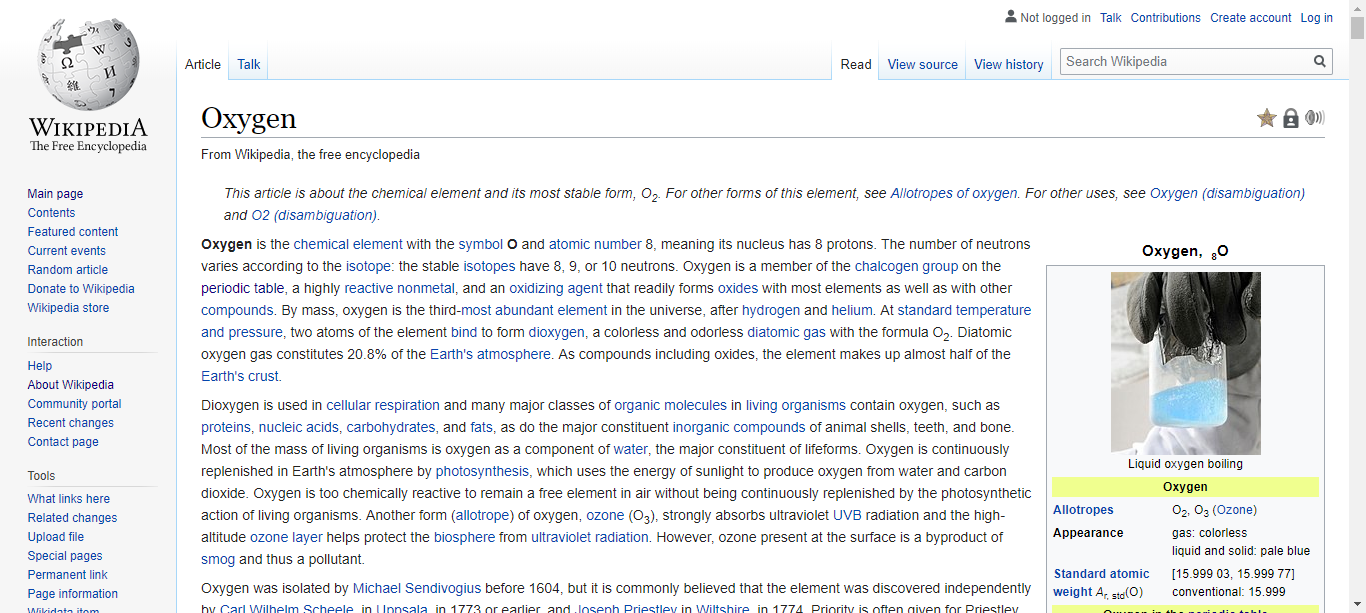 Not logged in Talk Contributions Create account Log in
Article Talk Read View source View history Search Wikipedia
WIKIPEDIA
The Free Encyclopedia
Main page
Contents
Featured content
Current events
Random article
Donate to Wikipedia
Wikipedia store
Interaction
Help
About Wikipedia
Community portal
Recent changes
Contact page
Tools
What links here
Related changes
Upload file
Special pages
Permanent link
Page information
Wikidata item
Oxygen
From Wikipedia, the free encyclopedia
This article is about the chemical element and its most stable form, O2. For other forms of this element, see Allotropes of oxygen. For other uses, see Oxygen (disambiguation)
and O2 (disambiguation).
Oxygen is the chemical element with the symbol O and atomic number 8, meaning its nucleus has 8 protons. The number of neutrons
varies according to the isotope: the stable isotopes have 8, 9, or 10 neutrons. Oxygen is a member of the chalcogen group on the
periodic table, a highly reactive nonmetal, and an oxidizing agent that readily forms oxides with most elements as well as with other
compounds. By mass, oxygen is the third-most abundant element in the universe, after hydrogen and helium. At standard temperature
and pressure, two atoms of the element bind to form dioxygen, a colorless and odorless diatomic gas with the formula O2. Diatomic
oxygen gas constitutes 20.8% of the Earth's atmosphere. As compounds including oxides, the element makes up almost half of the
Earth's crust.
Dioxygen is used in cellular respiration and many major classes of organic molecules in living organisms contain oxygen, such as
proteins, nucleic acids, carbohydrates, and fats, as do the major constituent inorganic compounds of animal shells, teeth, and bone.
Most of the mass of living organisms is oxygen as a component of water, the major constituent of lifeforms. Oxygen is continuously
replenished in Earth's atmosphere by photosynthesis, which uses the energy of sunlight to produce oxygen from water and carbon
dioxide. Oxygen is too chemically reactive to remain a free element in air without being continuously replenished by the photosynthetic
action of living organisms. Another form (allotrope) of oxygen, ozone (O3), strongly absorbs ultraviolet UVB radiation and the high-
altitude ozone layer helps protect the biosphere from ultraviolet radiation. However, ozone present at the surface is a byproduct of
smog and thus a pollutant.
Oxygen was isolated by Michael Sendivogius before 1604, but it is commonly believed that the element was discovered independently
by Carl Wilhelm Scheele, in Uppsala, in 1773 or earlier, and Joseph Priestley in Wiltshire, in 1774. Priority is often given for Priestley
Oxygen, 8O
Liquid oxygen boiling
Oxygen
Allotropes O2, O3 (Ozone)
Appearance gas: colorless
liquid and solid: pale blue
Standard atomic [15.999 03, 15.999 77]
weight Ar, std(O) conventional: 15.999
Oxygen in the periodic table